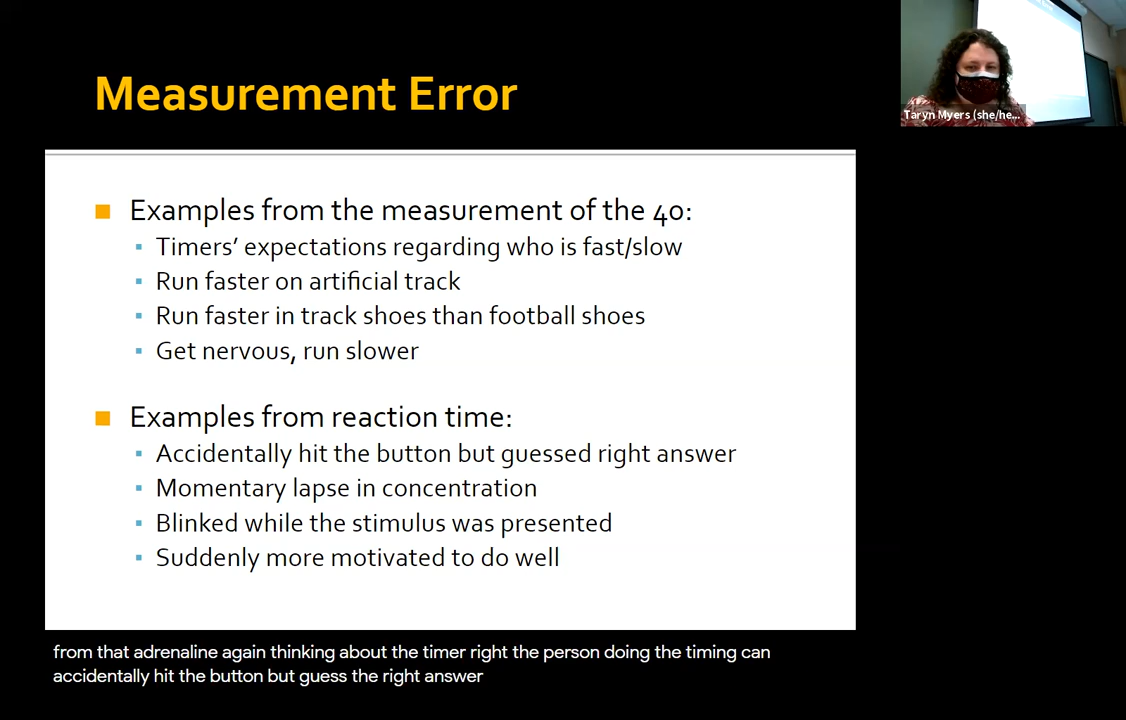 Measurement Error
Taryn Myers (she/he...
Examples from the measurement of the 40:
Timers’ expectations regarding who is fast/slow
Run faster on artificial track
Run faster in track shoes than football shoes
Get nervous, run slower
Examples from reaction time:
Accidentally hit the button but guessed right answer
Momentary lapse in concentration
Blinked while the stimulus was presented
Suddenly more motivated to do well
from that adrenaline again thinking about the timer right the person doing the timing can
accidentally hit the button but guess the right answer